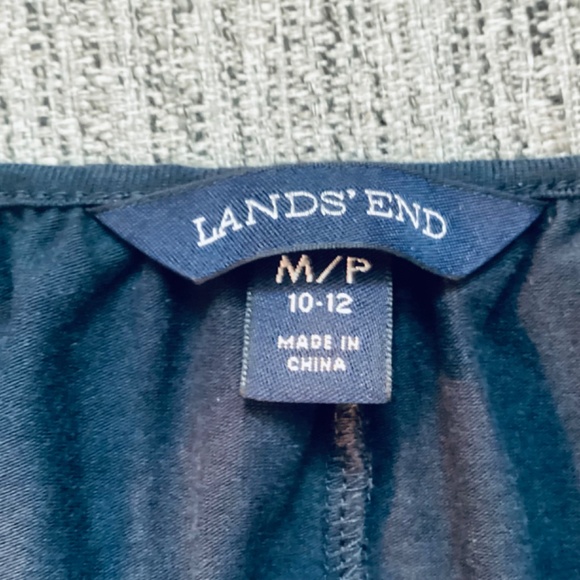 LANDS' END
M/P
10-12
MADE IN
CHINA